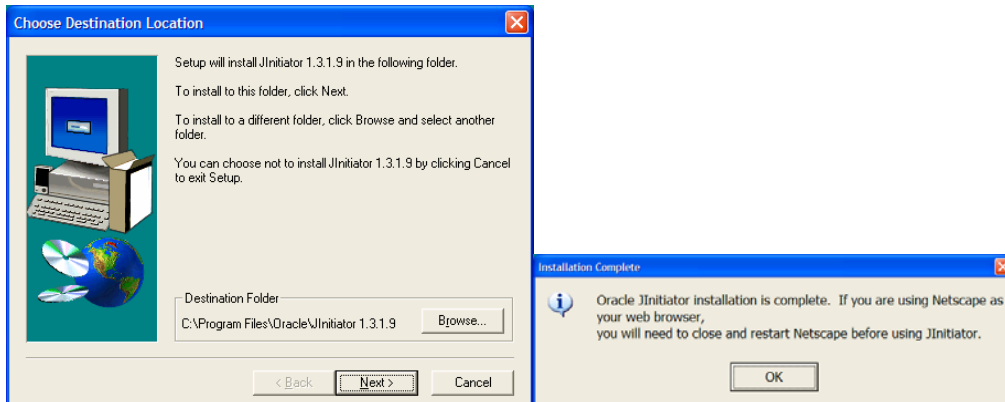 Choose Destination Location
Setup will install JInitiator 1.3.1.9 in the following folder.
To install to this folder, click Next.
To install to a different folder, click Browse and select another
folder.
You can choose not to install JInitiator 1.3.1.9 by clicking Cancel
to exit Setup.
Destination Folder
C:\Program Files\Oracle\JInitiator 1.3.1.9
Browse...
< Back
Next >
Cancel
Installation Complete
Oracle JInitiator installation is complete. If you are using Netscape as
your web browser,
you will need to close and restart Netscape before using JInitiator.
OK